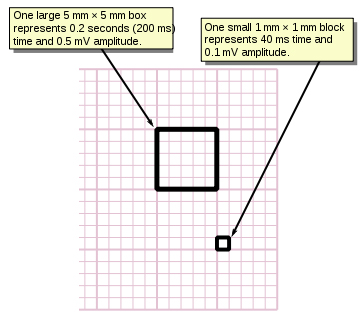 One large 5 mm × 5 mm box
represents 0.2 seconds (200 ms)
time and 0.5 mV amplitude.
One small 1 mm × 1 mm block
represents 40 ms time and
0.1 mV amplitude.